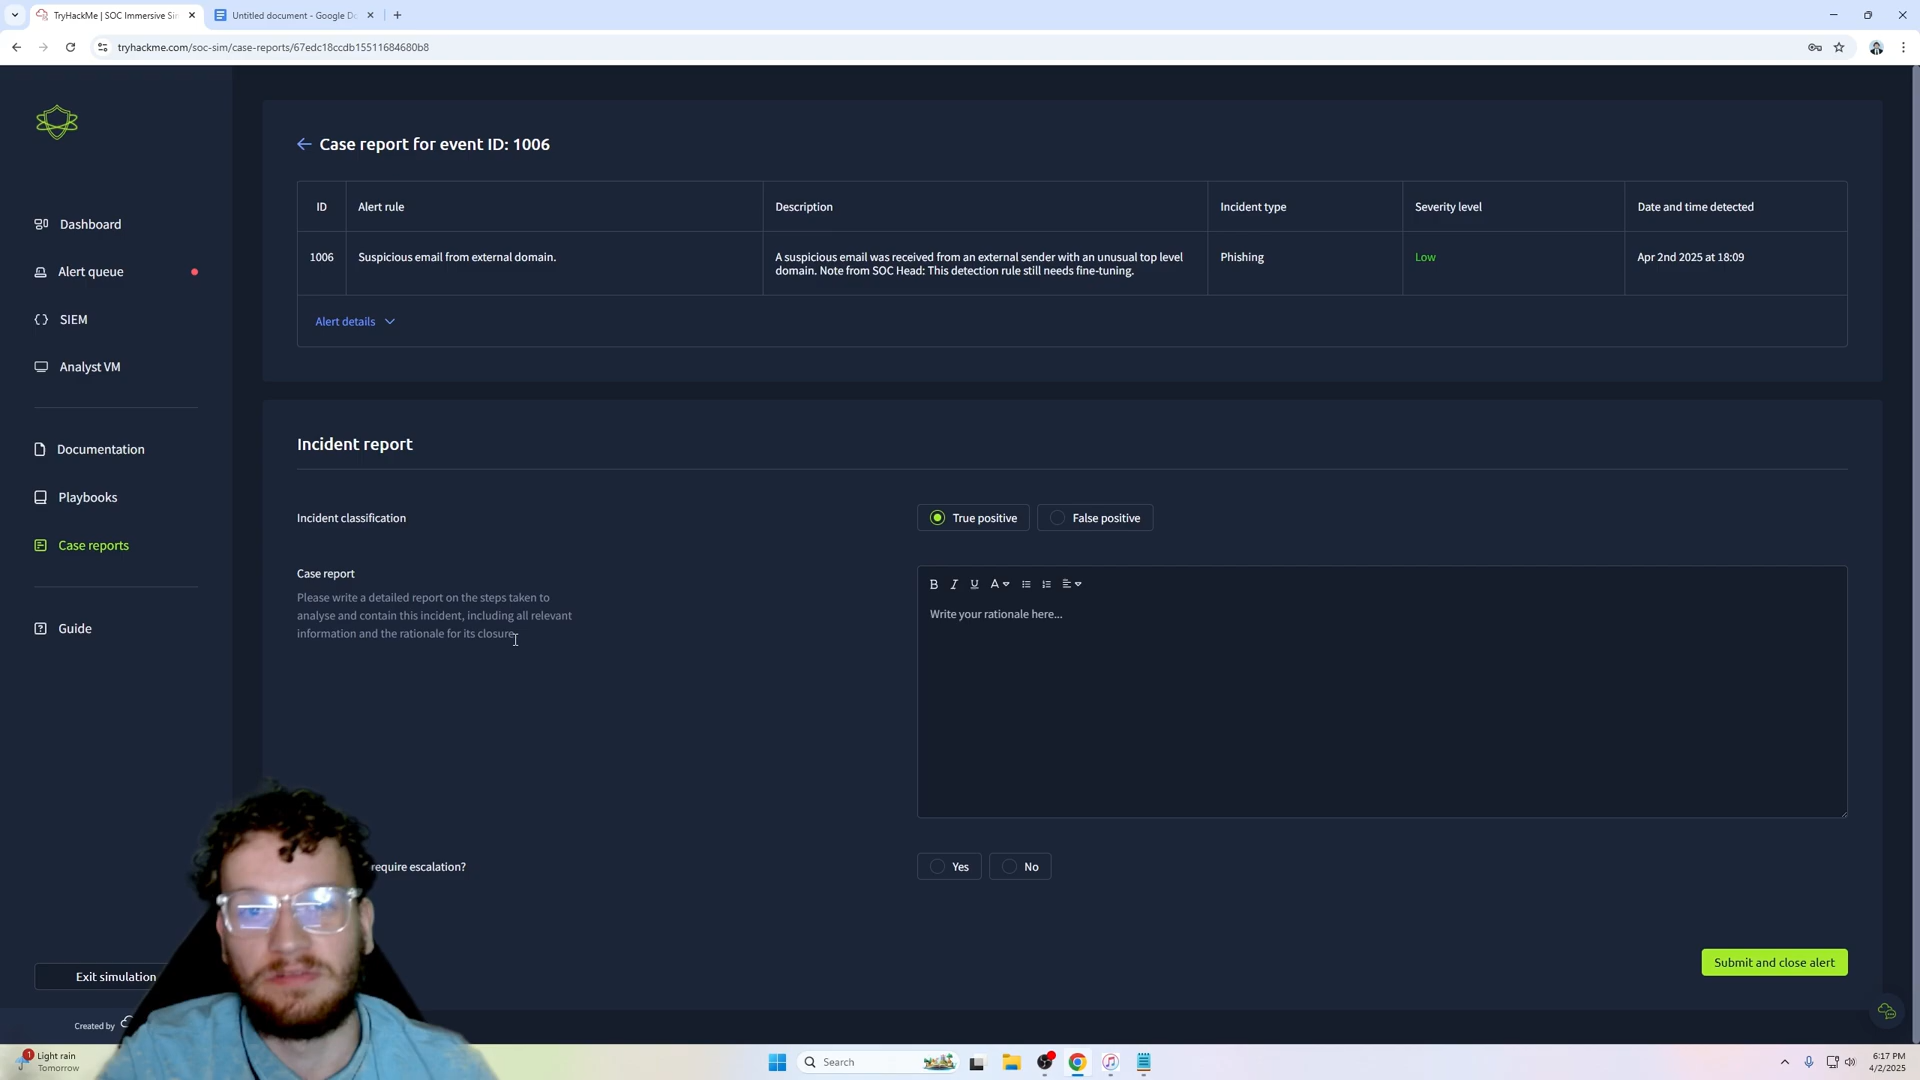 TryHackMe | SOC Immersive Si
Untitled document - Google D
tryhackme.com/soc-sim/case-reports/67edc18ccdb15511684680b8
Case report for event ID: 1006
ID
Alert rule
Description
Incident type
Severity level
Date and time detected
1006
Suspicious email from external domain.
A suspicious email was received from an external sender with an unusual top level
domain. Note from SOC Head: This detection rule still needs fine-tuning.
Phishing
Low
Apr 2nd 2025 at 18:09
Alert details
Dashboard
Alert queue
SIEM
Analyst VM
Documentation
Playbooks
Case reports
Guide
Exit simulation
Created by
Incident report
Incident classification
True positive
False positive
Case report
Please write a detailed report on the steps taken to
analyse and contain this incident, including all relevant
information and the rationale for its closure.
B I U A
Write your rationale here...
require escalation?
Yes
No
Submit and close alert
1
Light rain
Tomorrow
Search
6:17 PM
4/2/2025